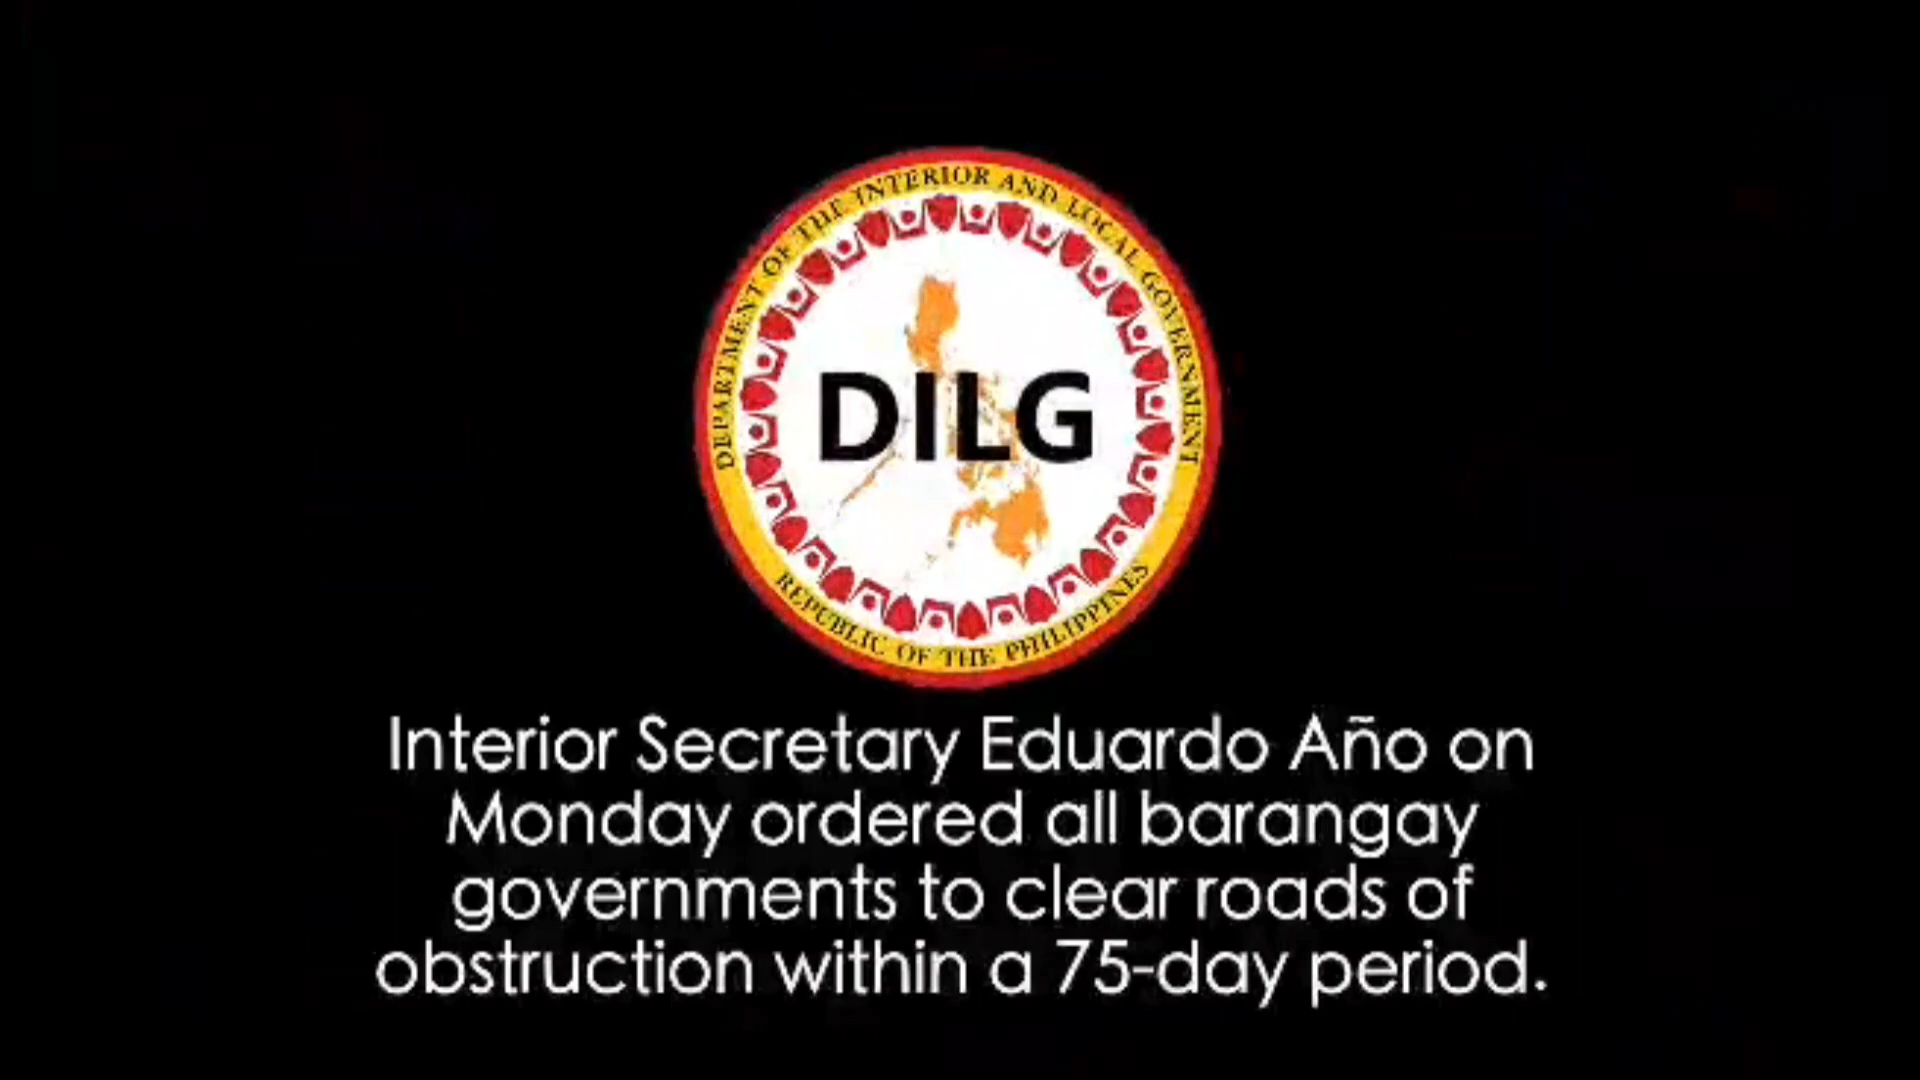 DEPARTMENT OF THE INTERIOR AND LOCAL GOVERNMENT
DILG
REPUBLIC OF THE PHILIPPINES
Interior Secretary Eduardo Año on
Monday ordered all barangay
governments to clear roads of
obstruction within a 75-day period.